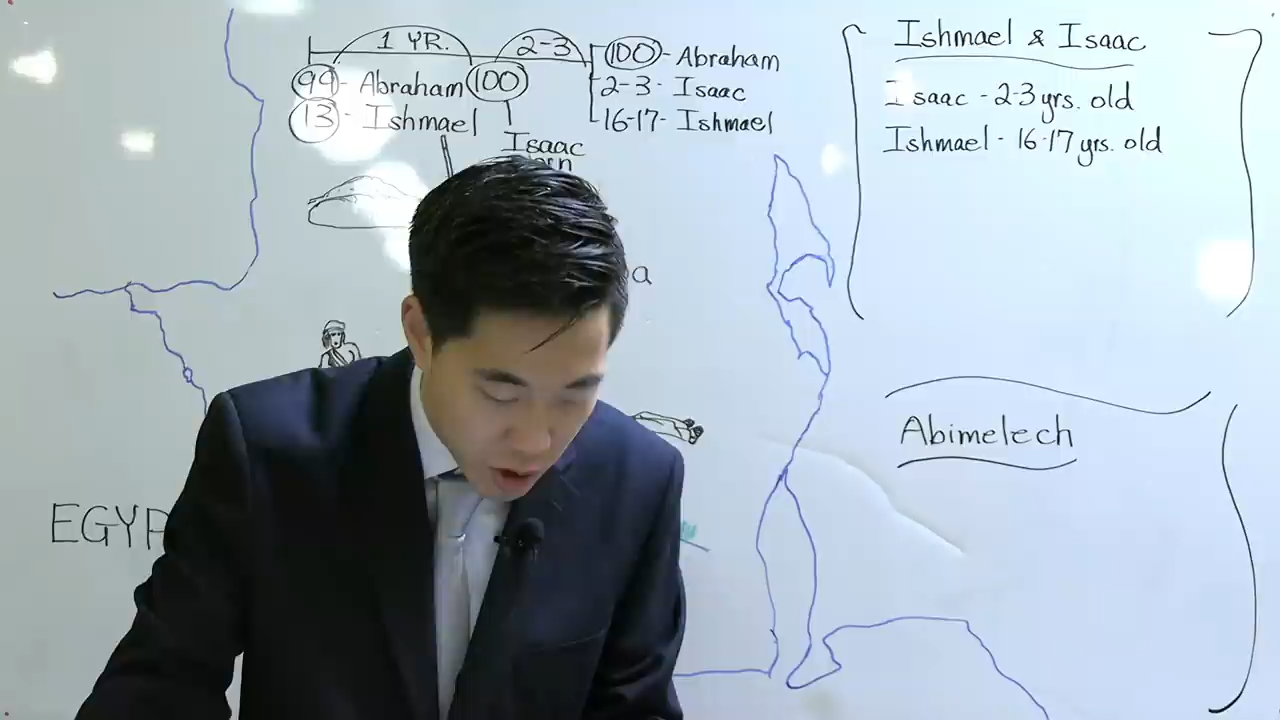 1 YR.
2-3
99 - Abraham
100
13 - Ishmael
Isaac
100 - Abraham
2-3 - Isaac
16-17 - Ishmael
Ishmael & Isaac
Isaac - 2-3 yrs. old
Ishmael - 16-17 yrs. old
Abimelech